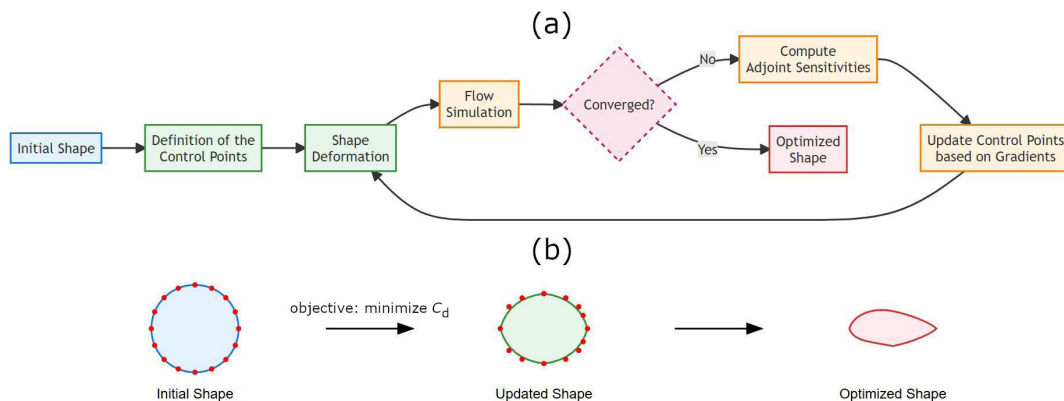 (a)
Initial Shape
Definition of the
Control Points
Shape
Deformation
Flow
Simulation
Converged?
No
Compute
Adjoint Sensitivities
Yes
Optimized
Shape
Update Control Points
based on Gradients
(b)
objective: minimize C_d
Initial Shape
Updated Shape
Optimized Shape